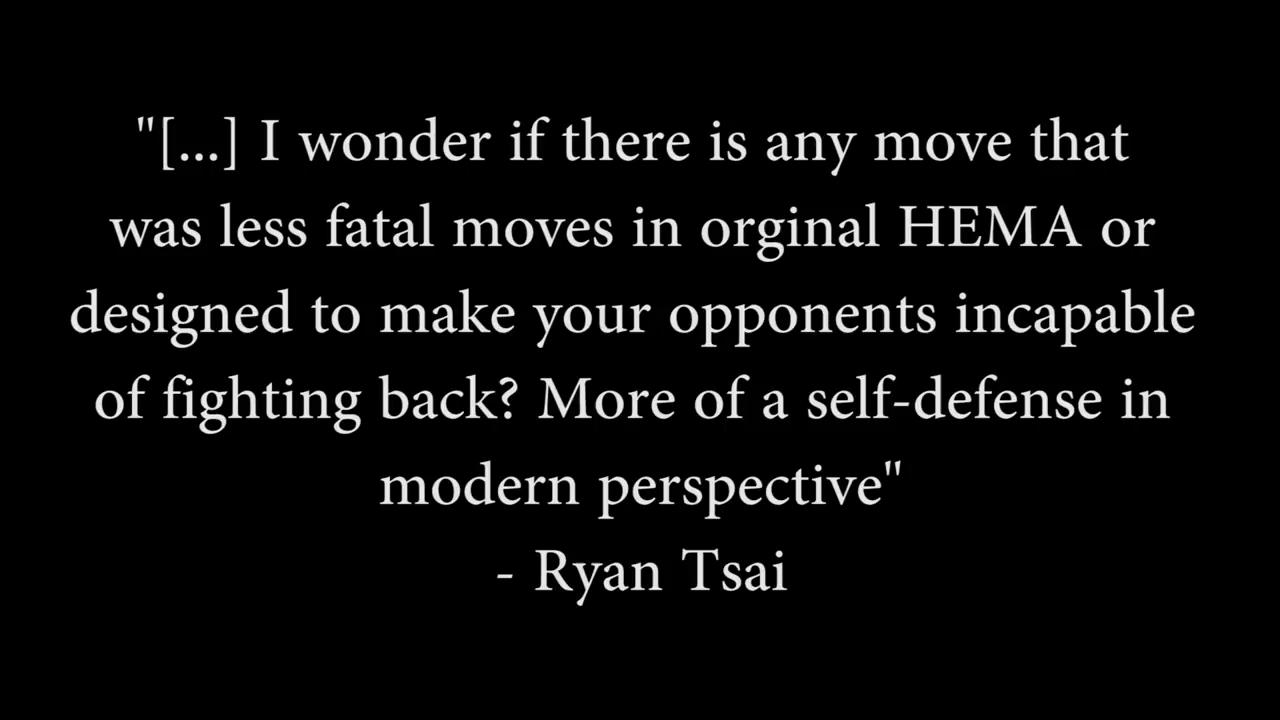 "[...] I wonder if there is any move that
was less fatal moves in orginal HEMA or
designed to make your opponents incapable
of fighting back? More of a self-defense in
modern perspective"
- Ryan Tsai